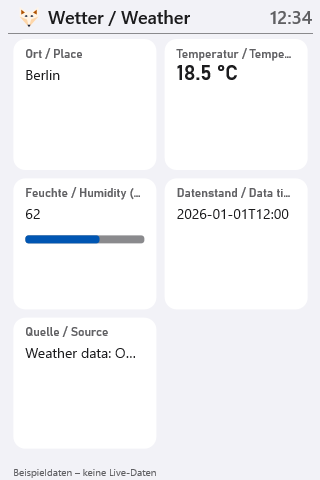 Wetter / Weather
12:34
Ort / Place
Berlin
Temperatur / Tempe...
18.5 °C
Feuchte / Humidity (...
62
Datenstand / Data ti...
2026-01-01T12:00
Quelle / Source
Weather data: O...
Beispieldaten – keine Live-Daten